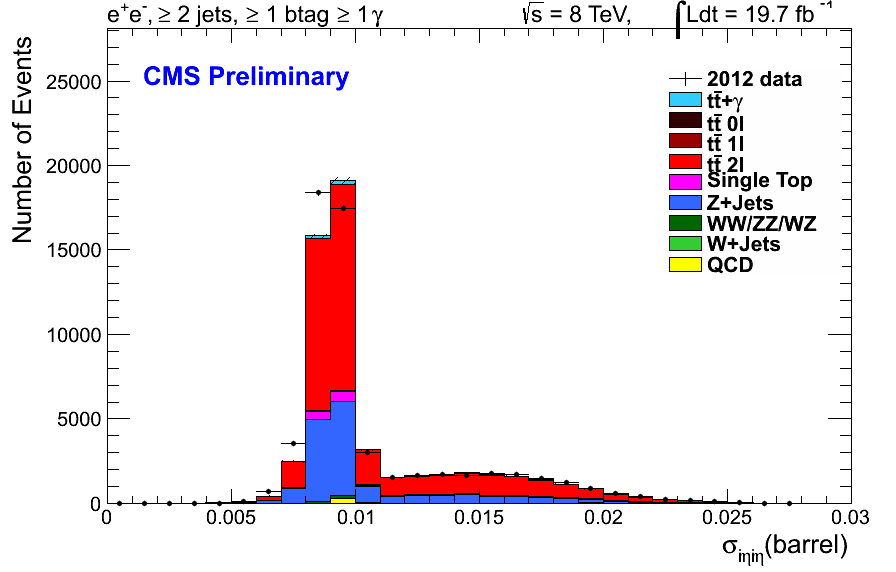 e⁺e⁻, ≥ 2 jets, ≥ 1 btag ≥ 1 γ √s = 8 TeV, ∫Ldt = 19.7 fb⁻¹
CMS Preliminary
Number of Events
25000
20000
15000
10000
5000
0
2012 data
tt̄+γ
tt̄ 0l
tt̄ 1l
tt̄ 2l
Single Top
Z+Jets
WW/ZZ/WZ
W+Jets
QCD
0 0.005 0.01 0.015 0.02 0.025 0.03
σiηiη(barrel)